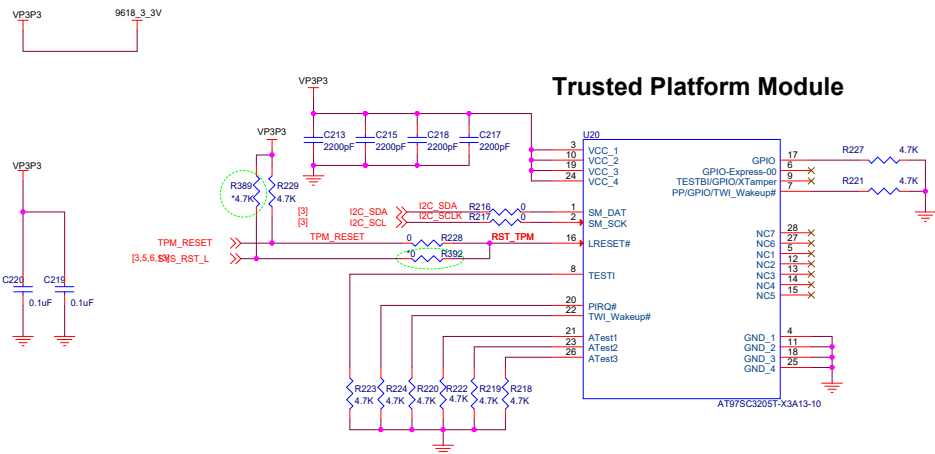 VP3P3
9618_3_3V
Trusted Platform Module
VP3P3
C213
2200pF
C215
2200pF
C218
2200pF
C217
2200pF
VP3P3
R389
*4.7K
R229
4.7K
VP3P3
C220
0.1uF
C219
0.1uF
[3]
[3]
I2C_SDA
I2C_SCL
I2C_SDA
I2C_SCLK
R216
0
R217
0
TPM_RESET
TPM_RESET
0
R228
RST_TPM
*0
R392
U20
3
VCC_1
10
VCC_2
19
VCC_3
24
VCC_4
1
SM_DAT
2
SM_SCK
16
LRESET#
8
TESTI
20
PIRQ#
22
TWI_Wakeup#
21
ATest1
23
ATest2
26
ATest3
GPIO
17
GPIO-Express-00
6
TESTBI/GPIO/XTamper
9
PP/GPIO/TWI_Wakeup#
7
R227
4.7K
R221
4.7K
NC7
28
NC6
27
NC1
5
NC2
12
NC3
13
NC4
14
NC5
15
GND_1
4
GND_2
11
GND_3
18
GND_4
25
AT97SC3205T-X3A13-10
R223
4.7K
R224
4.7K
R220
4.7K
R222
4.7K
R219
4.7K
R218
4.7K